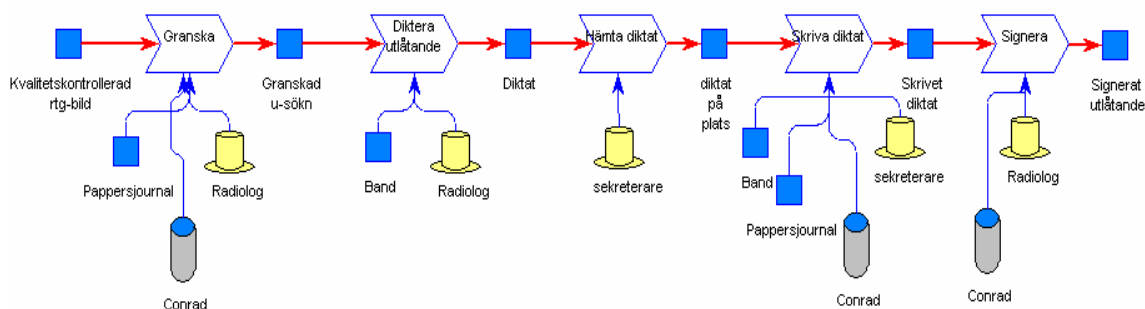 Granska
Diktera
utlåtande
Hämta diktat
Skriva diktat
Signera
Kvalitetskontrollerad
rtg-bild
Granskad
u-sökn
Diktat
diktat
på
plats
Skrivet
diktat
Signerat
utlåtande
Pappersjournal
Radiolog
Band
Radiolog
sekreterare
Band
sekreterare
Radiolog
Pappersjournal
Conrad
Conrad
Conrad